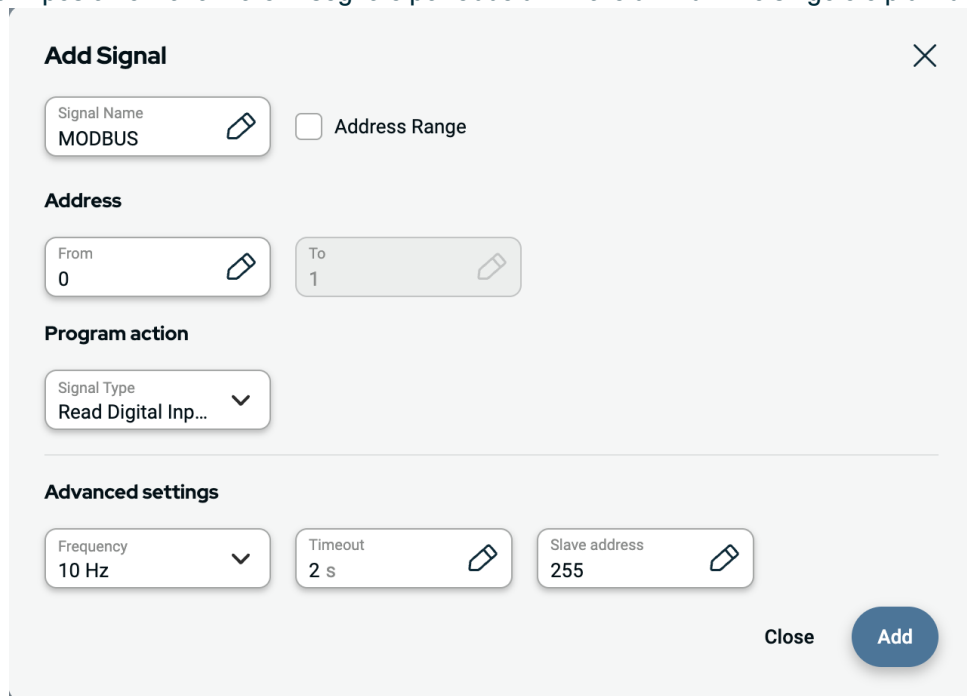 Add Signal
Signal Name
MODBUS
Address Range
Address
From
0
To
1
Program action
Signal Type
Read Digital Inp...
Advanced settings
Frequency
10 Hz
Timeout
2 s
Slave address
255
Close
Add